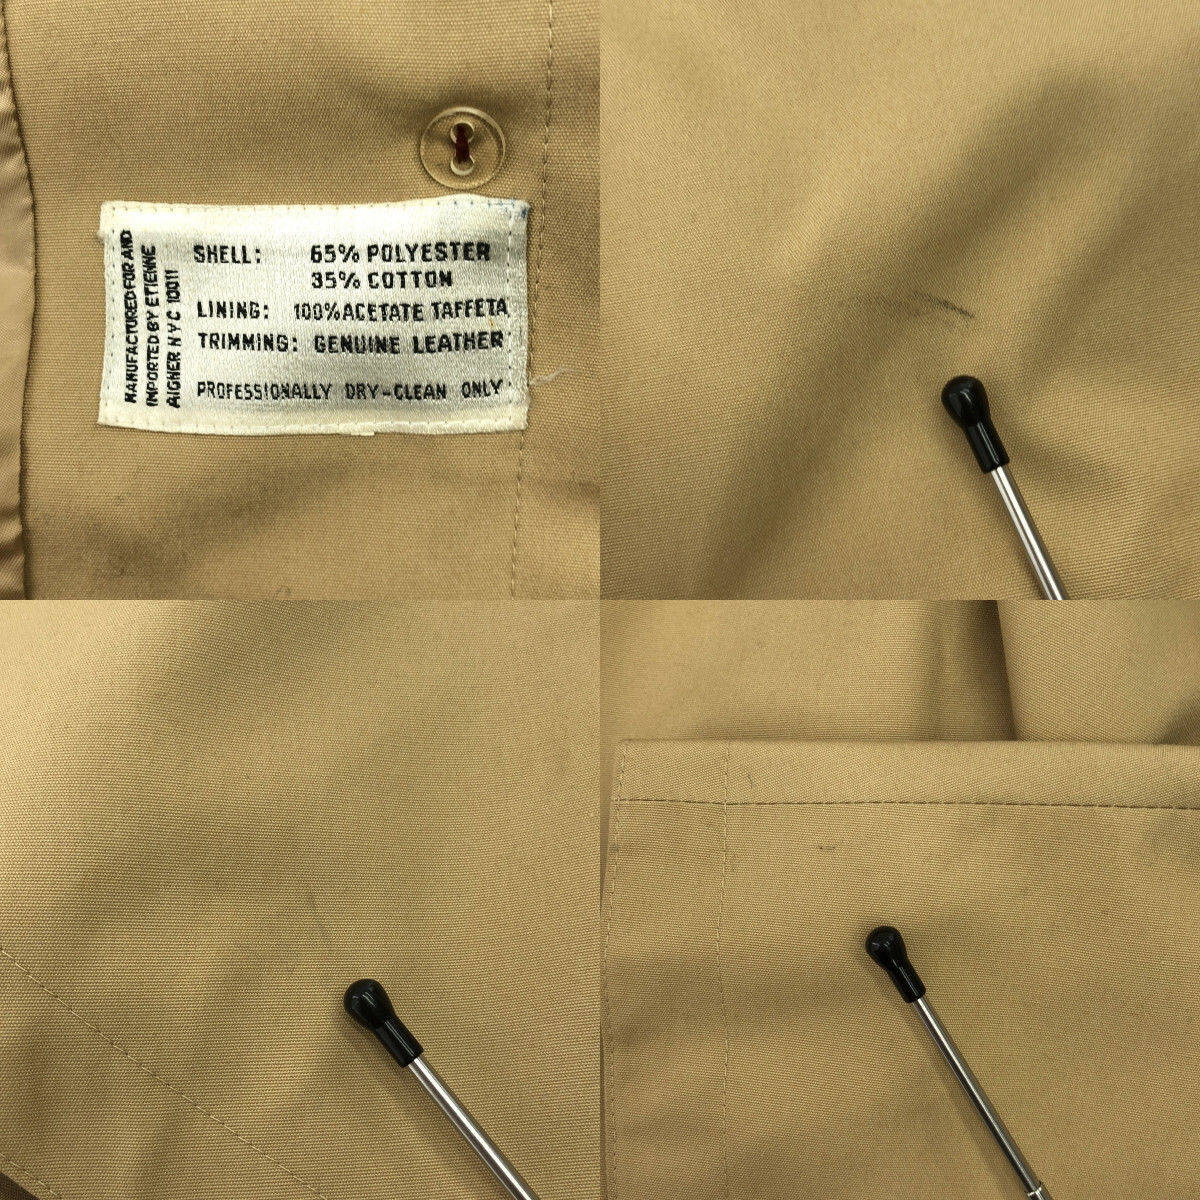 MANUFACTURED FOR AND
IMPORTED BY ETIENNE
AIGNER N Y C 10011
SHELL: 65% POLYESTER
35% COTTON
LINING: 100% ACETATE TAFFETA
TRIMMING: GENUINE LEATHER
PROFESSIONALLY DRY-CLEAN ONLY